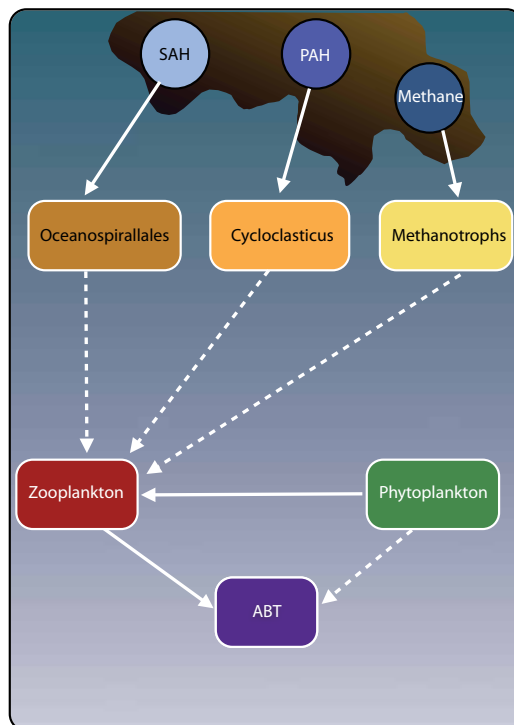 SAH
PAH
Methane
Oceanospirallales
Cycloclasticus
Methanotrophs
Zooplankton
Phytoplankton
ABT